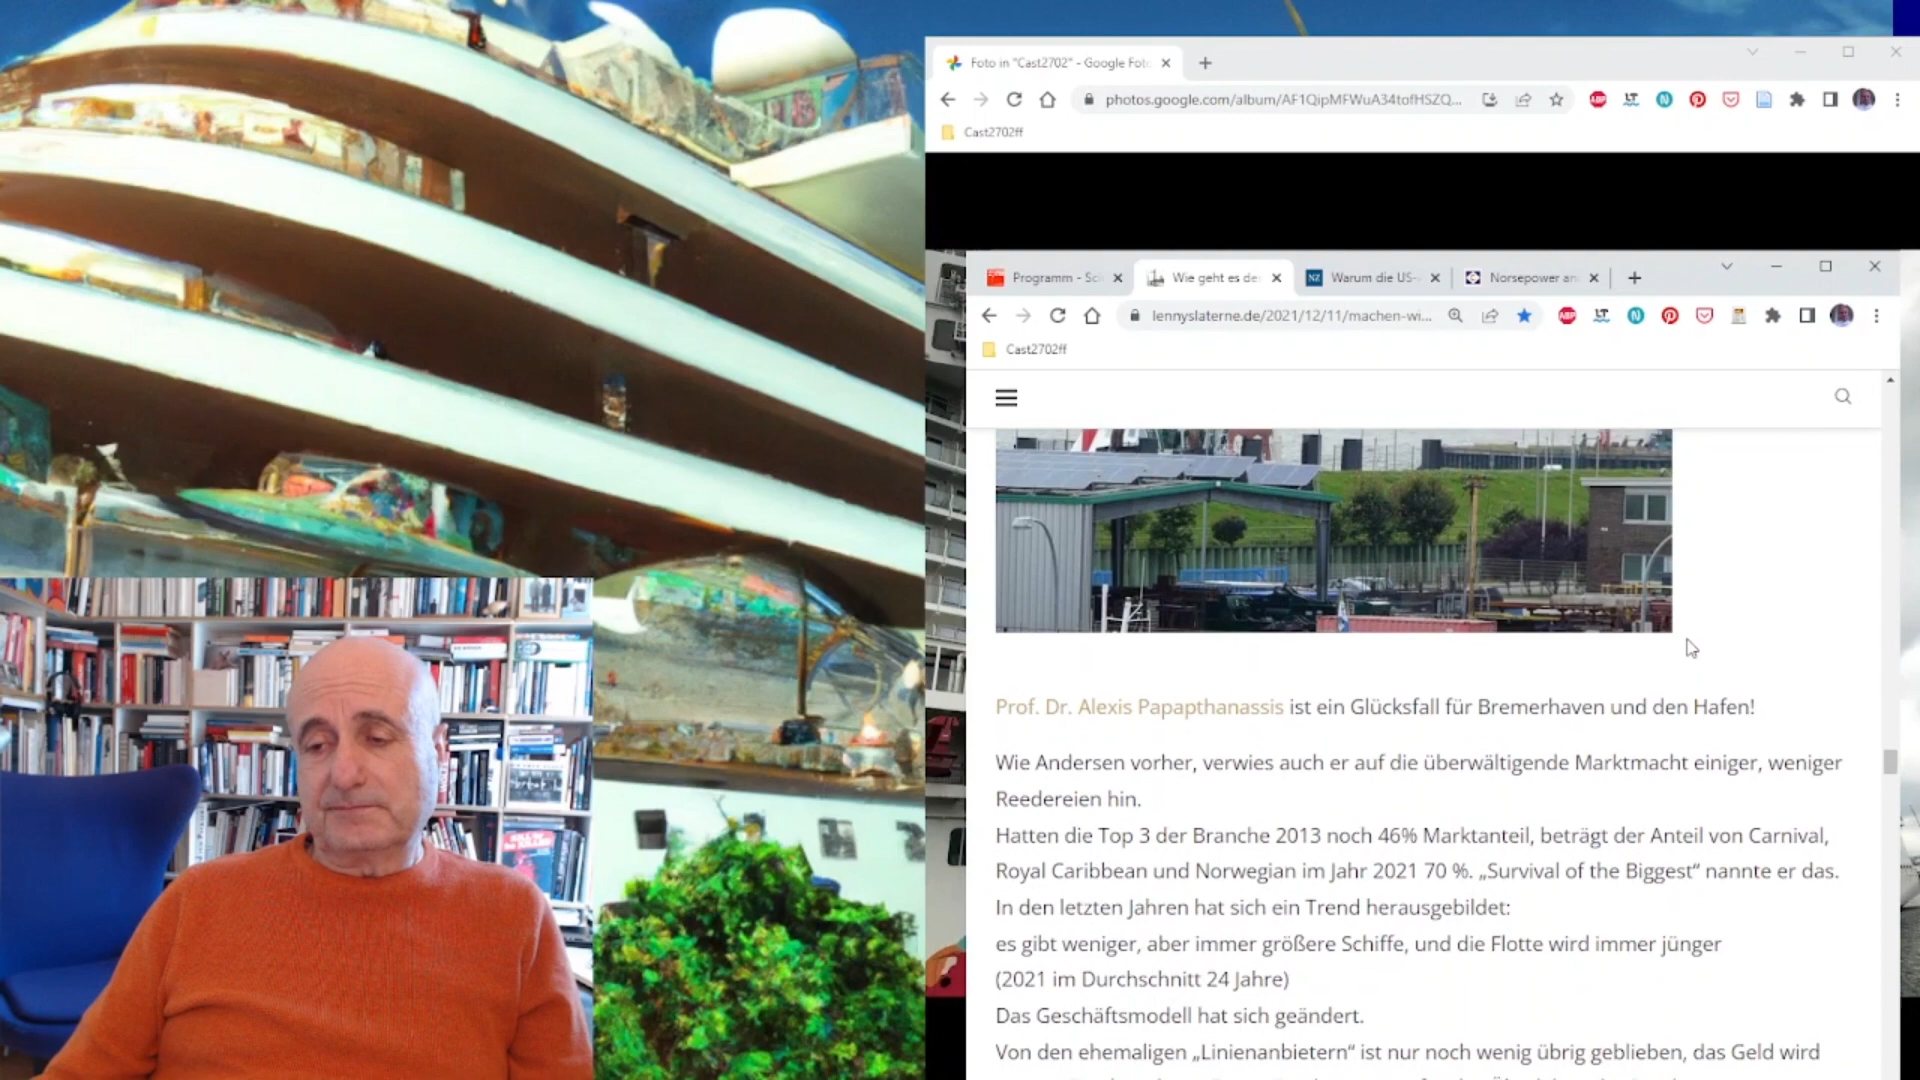 Foto in "Cast2702" - Google Foto
photos.google.com/album/AF1QipMFWuA34tofHSZQ...
Cast2702ff
Programm - Sci
Wie geht es de
Warum die US-
Norsepower an
lennyslaterne.de/2021/12/11/machen-wi...
Cast2702ff
Prof. Dr. Alexis Papapthanassis ist ein Glücksfall für Bremerhaven und den Hafen!
Wie Andersen vorher, verwies auch er auf die überwältigende Marktmacht einiger, weniger
Reedereien hin.
Hatten die Top 3 der Branche 2013 noch 46% Marktanteil, beträgt der Anteil von Carnival,
Royal Caribbean und Norwegian im Jahr 2021 70 %. „Survival of the Biggest“ nannte er das.
In den letzten Jahren hat sich ein Trend herausgebildet:
es gibt weniger, aber immer größere Schiffe, und die Flotte wird immer jünger
(2021 im Durchschnitt 24 Jahre)
Das Geschäftsmodell hat sich geändert.
Von den ehemaligen „Linienanbietern“ ist nur noch wenig übrig geblieben, das Geld wird